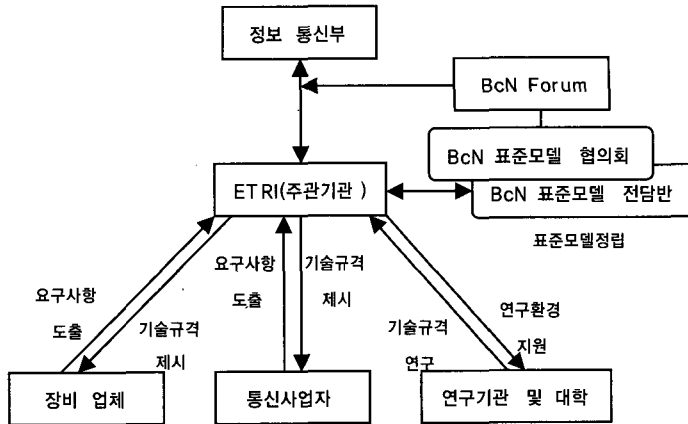 정보 통신부
BcN Forum
BcN 표준모델 협의회
ETRI(주관기관)
BcN 표준모델 전담반
표준모델정립
요구사항
도출
기술규격
제시
요구사항
도출
기술규격
제시
기술규격
연구
연구환경
지원
장비 업체
통신사업자
연구기관 및 대학